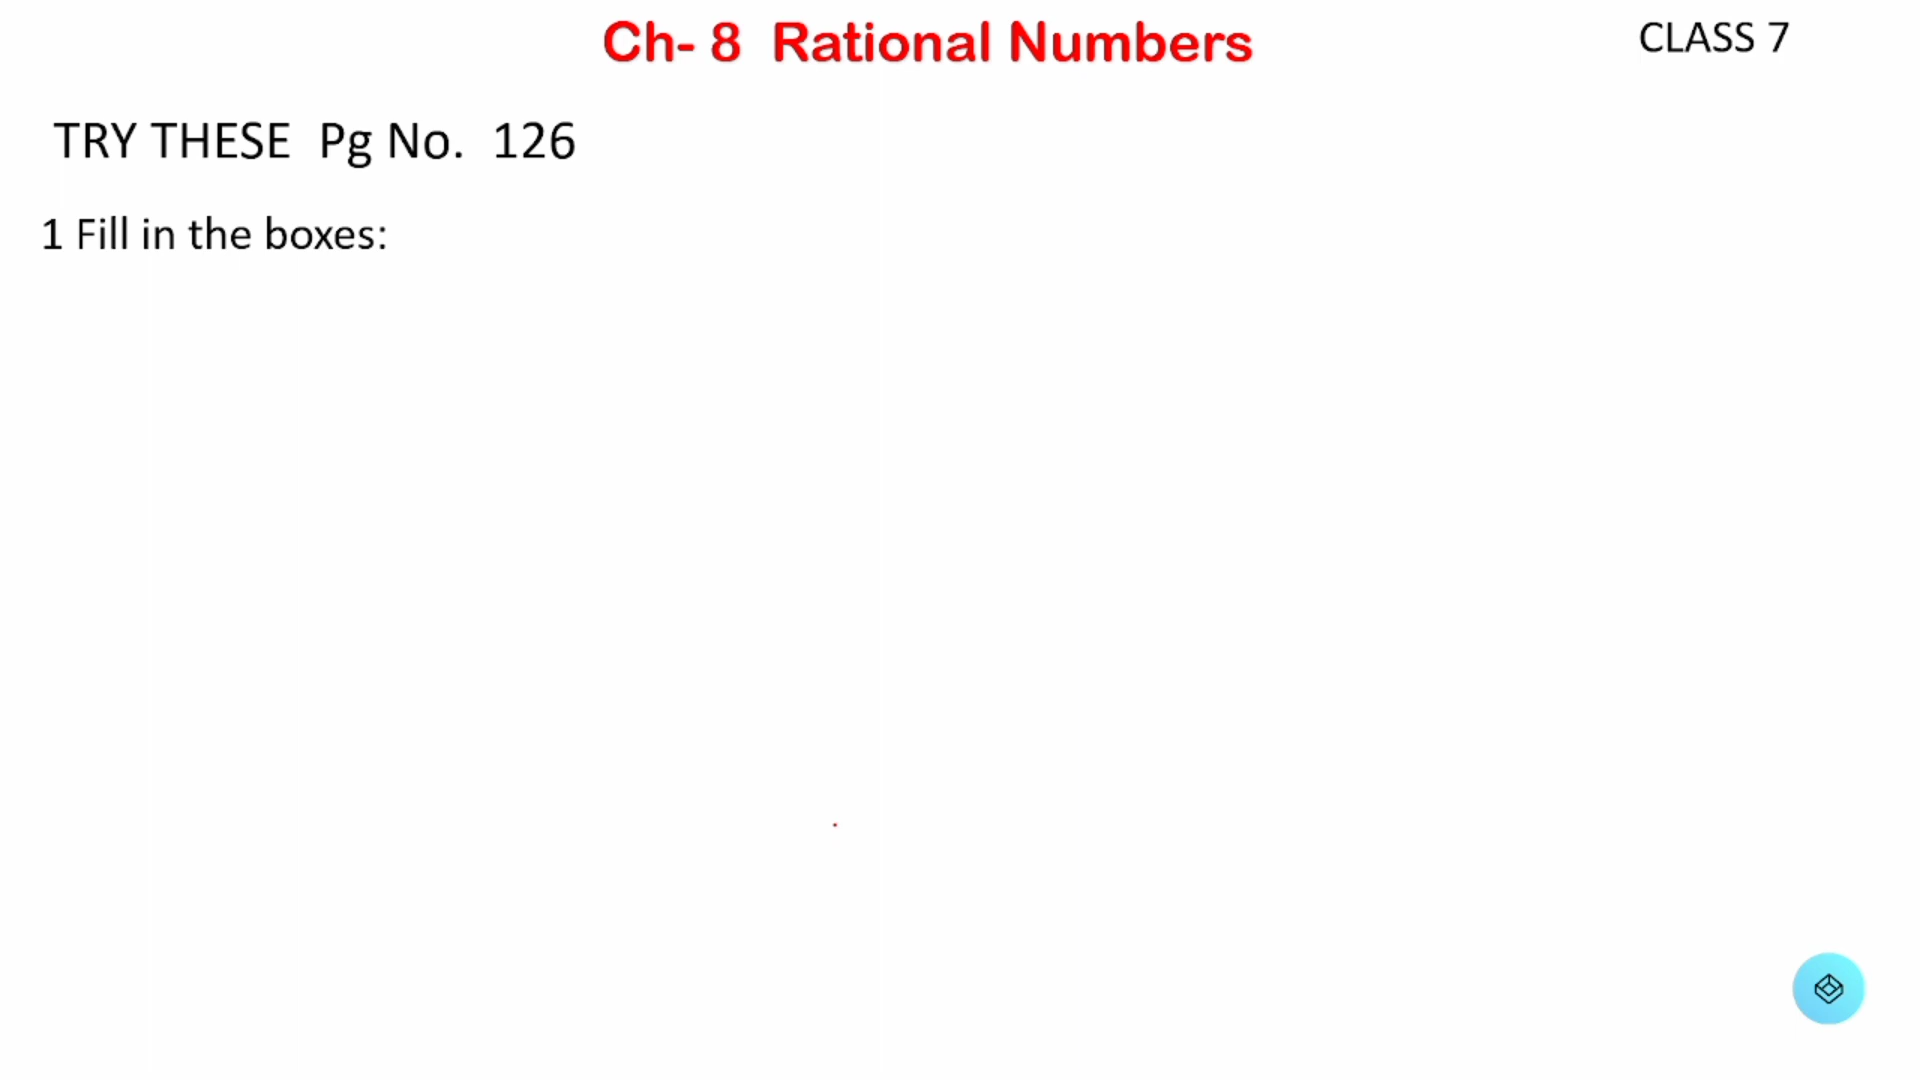 Ch- 8 Rational Numbers
CLASS 7
TRY THESE Pg No. 126
1 Fill in the boxes: